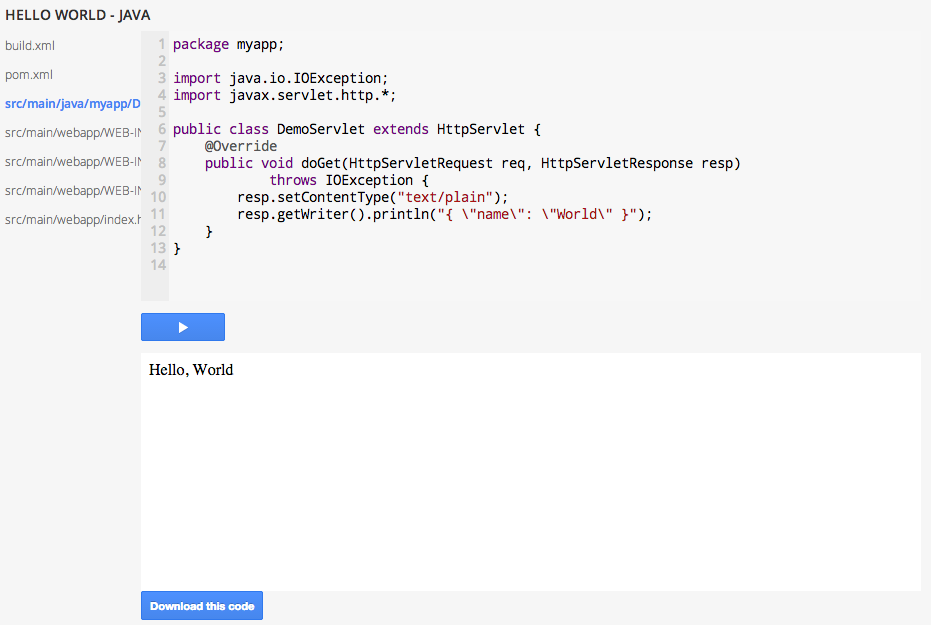 HELLO WORLD - JAVA
build.xml
pom.xml
src/main/java/myapp/D
src/main/webapp/WEB-IN
src/main/webapp/WEB-IN
src/main/webapp/WEB-IN
src/main/webapp/index.h
1 package myapp;
2
3 import java.io.IOException;
4 import javax.servlet.http.*;
5
6 public class DemoServlet extends HttpServlet {
7     @Override
8     public void doGet(HttpServletRequest req, HttpServletResponse resp)
9             throws IOException {
10         resp.setContentType("text/plain");
11         resp.getWriter().println("{ \"name\": \"World\" }");
12     }
13 }
14
Hello, World
Download this code